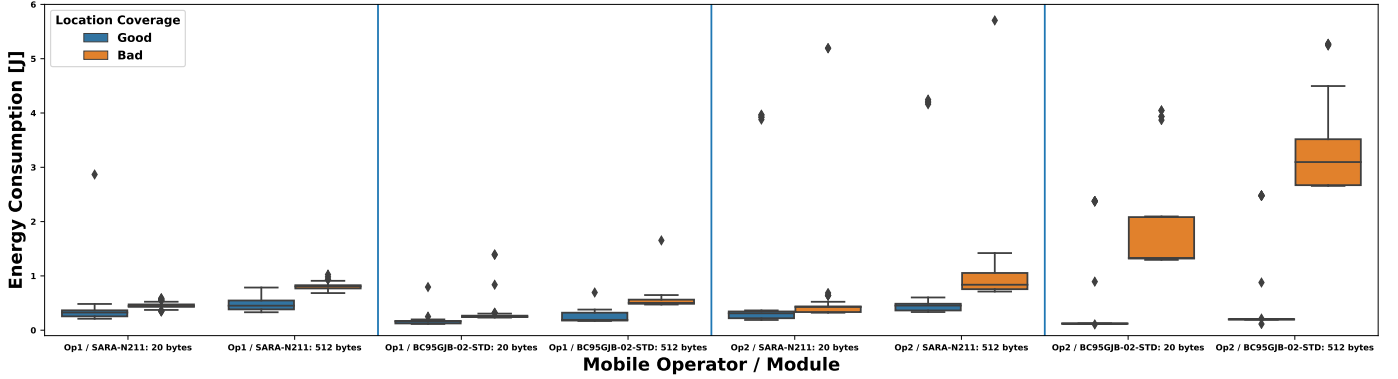 Location Coverage
Good
Bad
Energy Consumption [J]
6
5
4
3
2
1
0
Op1 / SARA-N211: 20 bytes
Op1 / SARA-N211: 512 bytes
Op1 / BC95GJB-02-STD: 20 bytes
Op1 / BC95GJB-02-STD: 512 bytes
Op2 / SARA-N211: 20 bytes
Op2 / SARA-N211: 512 bytes
Op2 / BC95GJB-02-STD: 20 bytes
Op2 / BC95GJB-02-STD: 512 bytes
Mobile Operator / Module